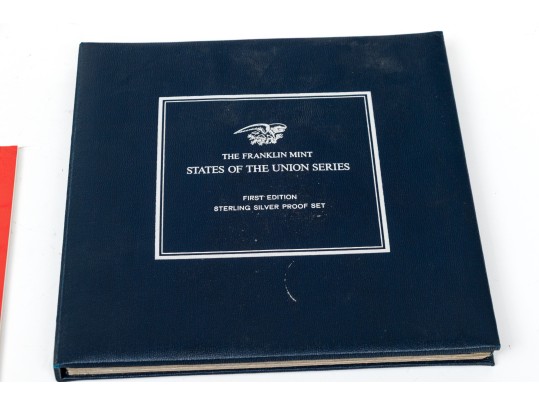 THE FRANKLIN MINT
STATES OF THE UNION SERIES
FIRST EDITION
STERLING SILVER PROOF SET